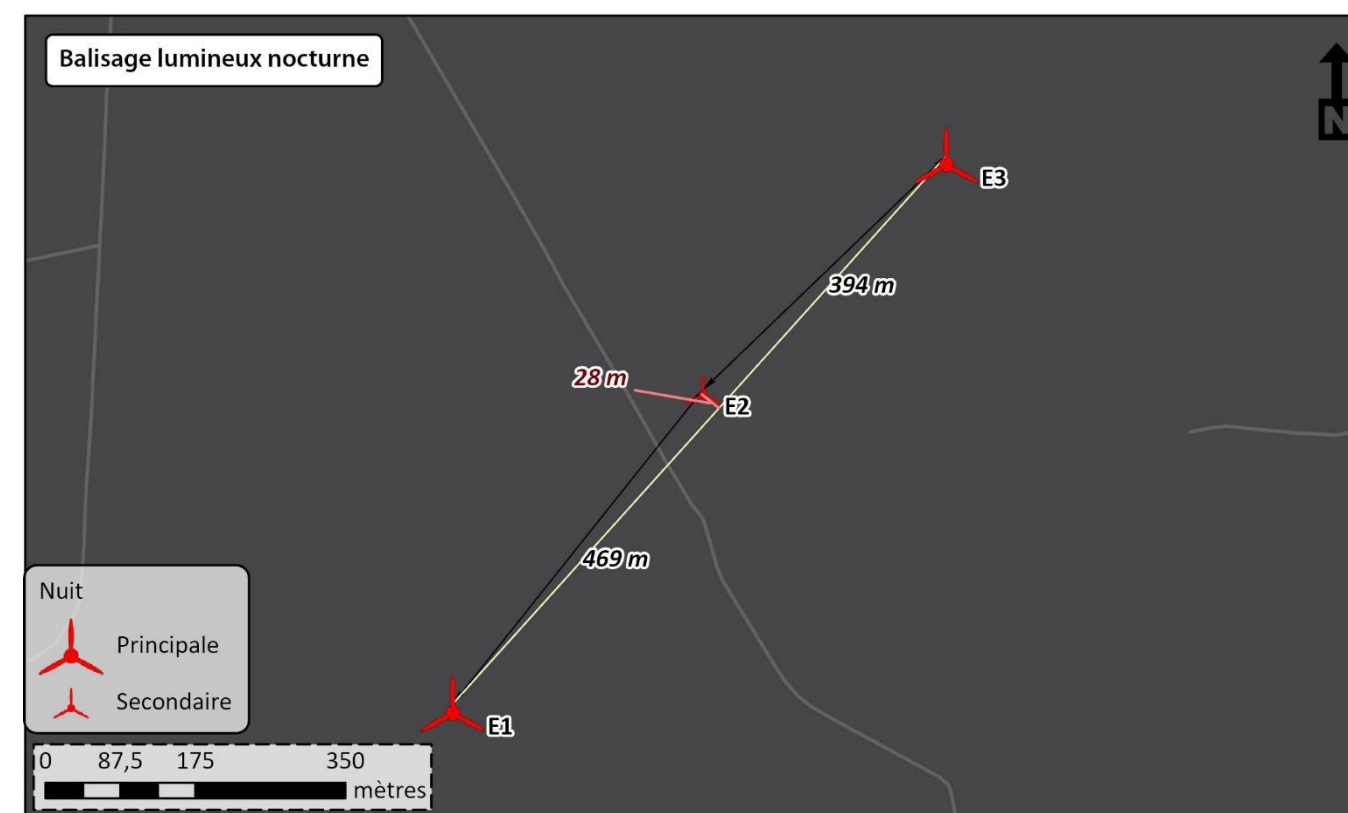 Balisage lumineux nocturne
N
E3
394 m
28 m
E2
469 m
Nuit
Principale
Secondaire
E1
0 87,5 175 350
mètres